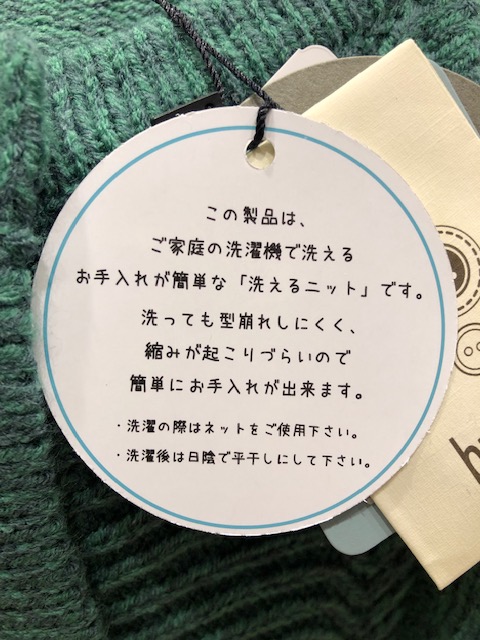 この製品は、
ご家庭の洗濯機で洗える
お手入れが簡単な「洗えるニット」です。
洗っても型崩れしにくく、
縮みが起こりづらいので
簡単にお手入れが出来ます。
・洗濯の際はネットをご使用下さい。
・洗濯後は日陰で平干しにして下さい。